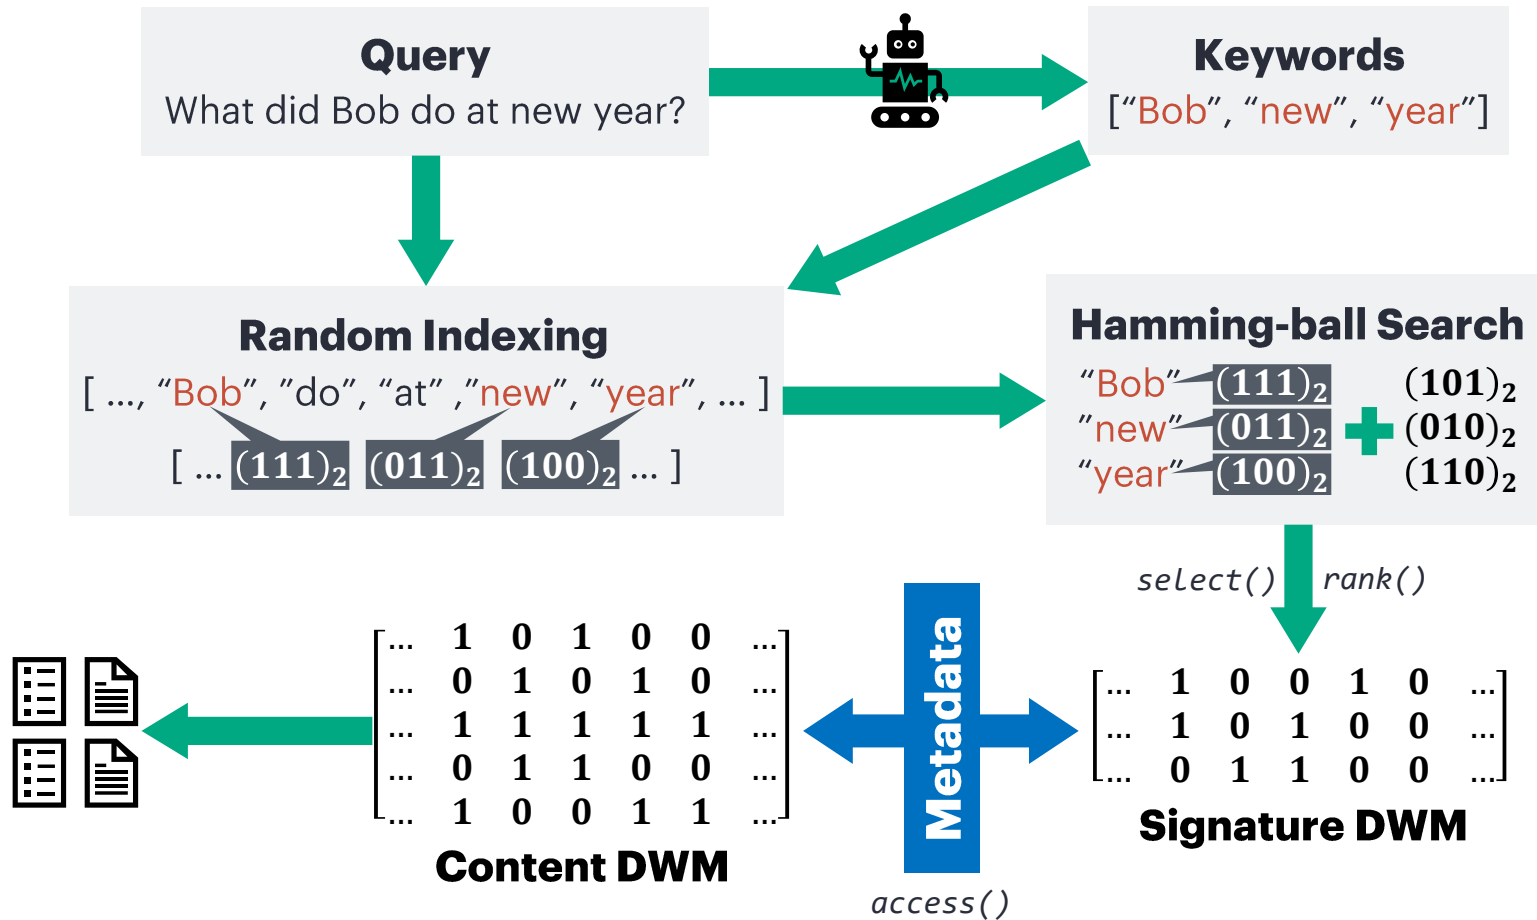 Query
What did Bob do at new year?
Keywords
[“Bob”, “new”, “year”]
Random Indexing
[ ..., “Bob”, ”do”, “at” ,”new”, “year”, ... ]
[ ... (111)₂ (011)₂ (100)₂ ... ]
Hamming-ball Search
“Bob” (111)₂ (101)₂
”new” (011)₂ + (010)₂
“year” (100)₂ (110)₂
select() rank()
... 1 0 1 0 0 ...
... 0 1 0 1 0 ...
... 1 1 1 1 1 ...
... 0 1 1 0 0 ...
... 1 0 0 1 1 ...
Content DWM
Metadata
access()
... 1 0 0 1 0 ...
... 1 0 1 0 0 ...
... 0 1 1 0 0 ...
Signature DWM